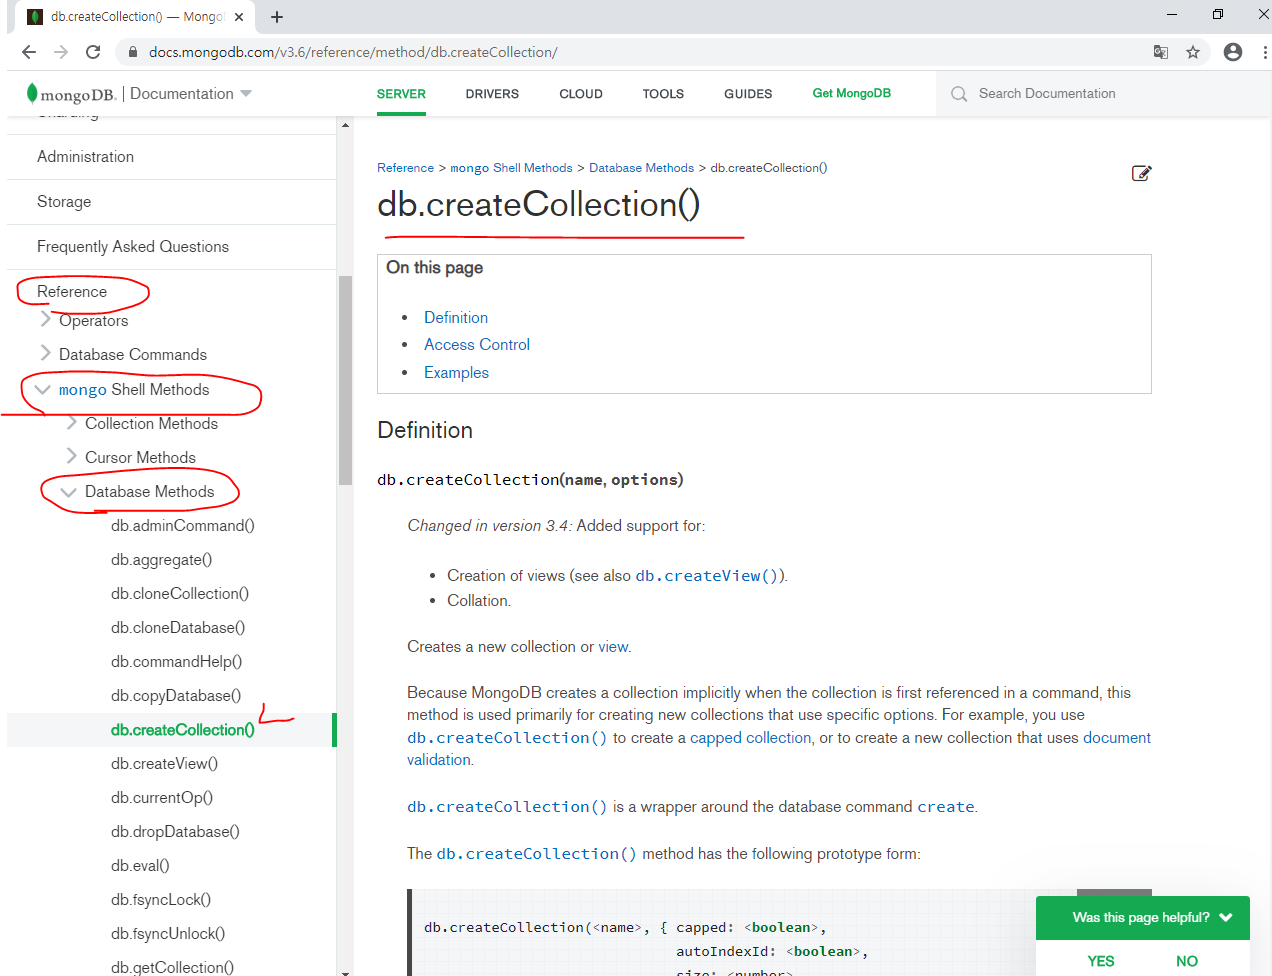 db.createCollection() — Mongo
docs.mongodb.com/v3.6/reference/method/db.createCollection/
mongoDB. | Documentation
SERVER
DRIVERS
CLOUD
TOOLS
GUIDES
Get MongoDB
Search Documentation
Sharding
Administration
Storage
Frequently Asked Questions
Reference
Operators
Database Commands
mongo Shell Methods
Collection Methods
Cursor Methods
Database Methods
db.adminCommand()
db.aggregate()
db.cloneCollection()
db.cloneDatabase()
db.commandHelp()
db.copyDatabase()
db.createCollection()
db.createView()
db.currentOp()
db.dropDatabase()
db.eval()
db.fsyncLock()
db.fsyncUnlock()
db.getCollection()
Reference > mongo Shell Methods > Database Methods > db.createCollection()
db.createCollection()
On this page
• Definition
• Access Control
• Examples
Definition
db.createCollection(name, options)
Changed in version 3.4: Added support for:
• Creation of views (see also db.createView()).
• Collation.
Creates a new collection or view.
Because MongoDB creates a collection implicitly when the collection is first referenced in a command, this
method is used primarily for creating new collections that use specific options. For example, you use
db.createCollection() to create a capped collection, or to create a new collection that uses document
validation.
db.createCollection() is a wrapper around the database command create.
The db.createCollection() method has the following prototype form:
db.createCollection(<name>, { capped: <boolean>,
autoIndexId: <boolean>,
size: <number>,
Was this page helpful?
YES
NO